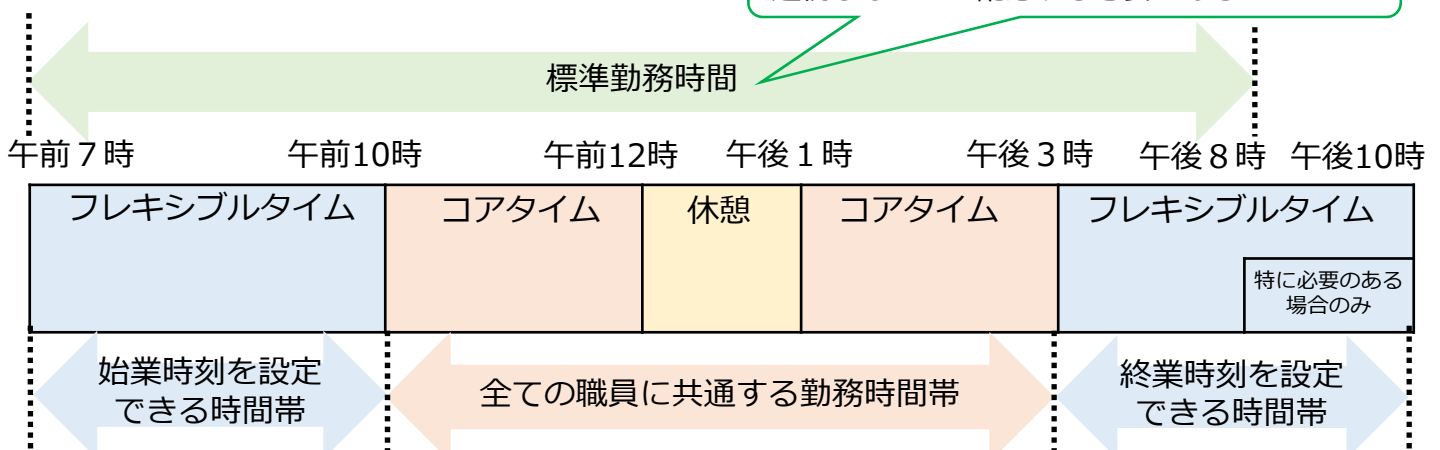 標準勤務時間
午前７時 午前10時 午前12時 午後１時 午後３時 午後８時 午後10時
フレキシブルタイム コアタイム 休憩 コアタイム フレキシブルタイム
特に必要のある
場合のみ
始業時刻を設定
できる時間帯
全ての職員に共通する勤務時間帯
終業時刻を設定
できる時間帯